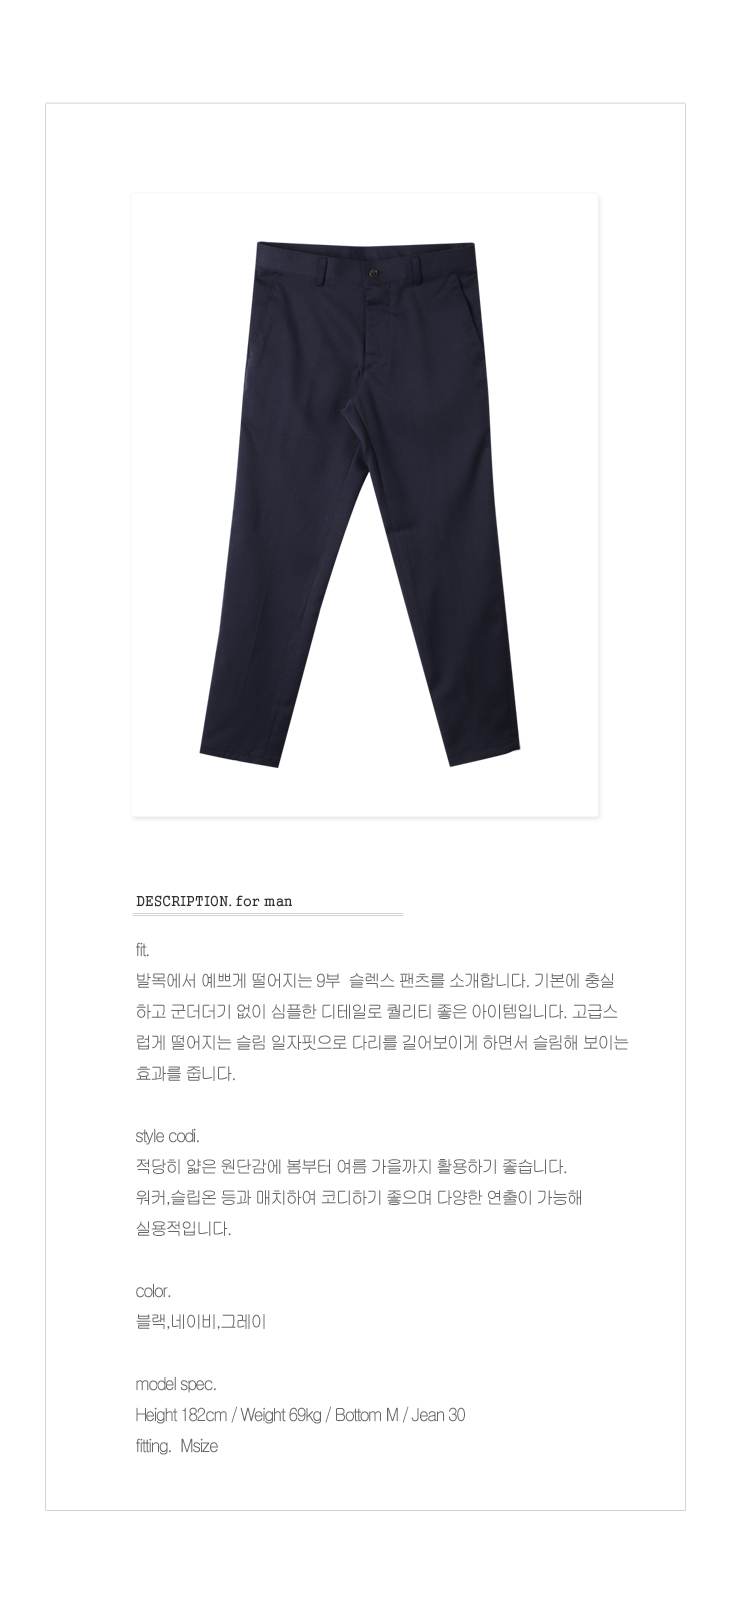 DESCRIPTION. for man
fit.
발목에서 예쁘게 떨어지는 9부 슬렉스 팬츠를 소개합니다. 기본에 충실
하고 군더더기 없이 심플한 디테일로 퀄리티 좋은 아이템입니다. 고급스
럽게 떨어지는 슬림 일자핏으로 다리를 길어보이게 하면서 슬림해 보이는
효과를 줍니다.
style codi.
적당히 얇은 원단감에 봄부터 여름 가을까지 활용하기 좋습니다.
워커,슬립온 등과 매치하여 코디하기 좋으며 다양한 연출이 가능해
실용적입니다.
color.
블랙,네이비,그레이
model spec.
Height 182cm / Weight 69kg / Bottom M / Jean 30
fitting. Msize